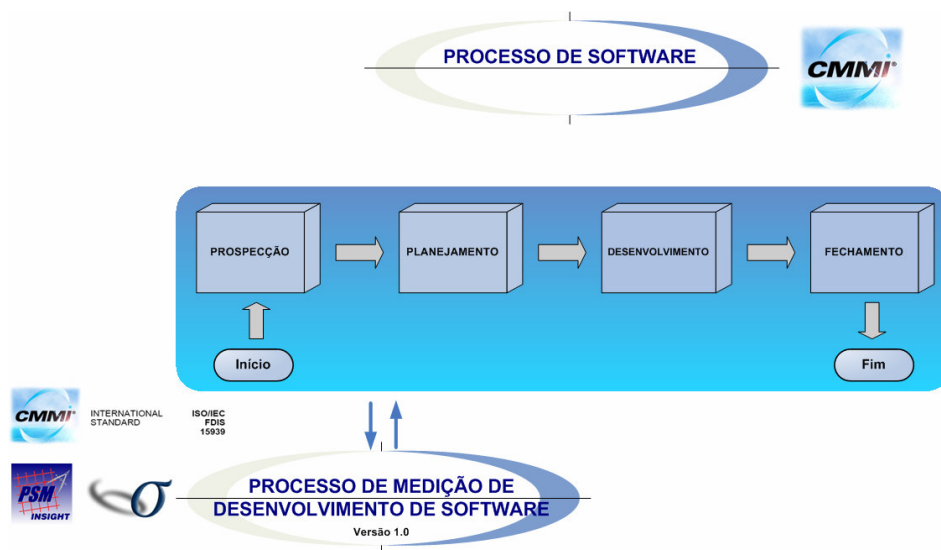 PROCESSO DE SOFTWARE
CMMI®
PROSPECÇÃO
PLANEJAMENTO
DESENVOLVIMENTO
FECHAMENTO
Início
Fim
CMMI®
INTERNATIONAL
STANDARD
ISO/IEC
FDIS
15939
PSM
INSIGHT
σ
PROCESSO DE MEDIÇÃO DE
DESENVOLVIMENTO DE SOFTWARE
Versão 1.0